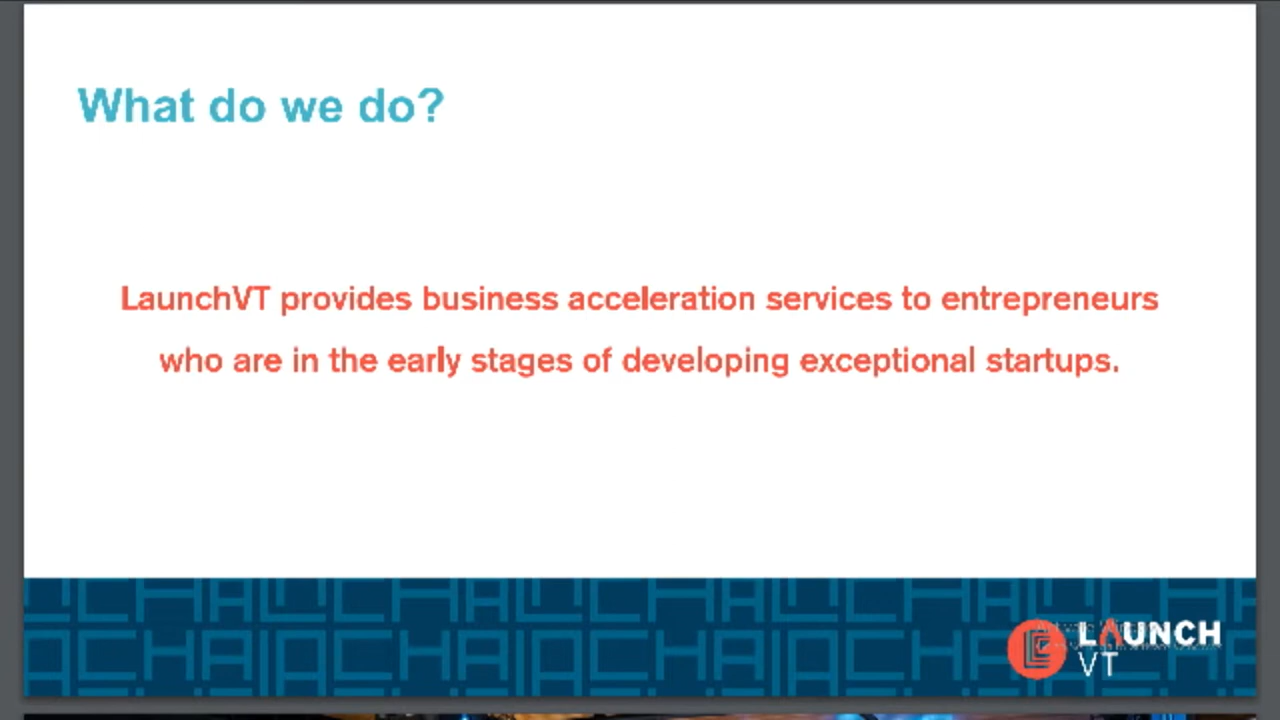 What do we do?
LaunchVT provides business acceleration services to entrepreneurs
who are in the early stages of developing exceptional startups.
LAUNCH
VT